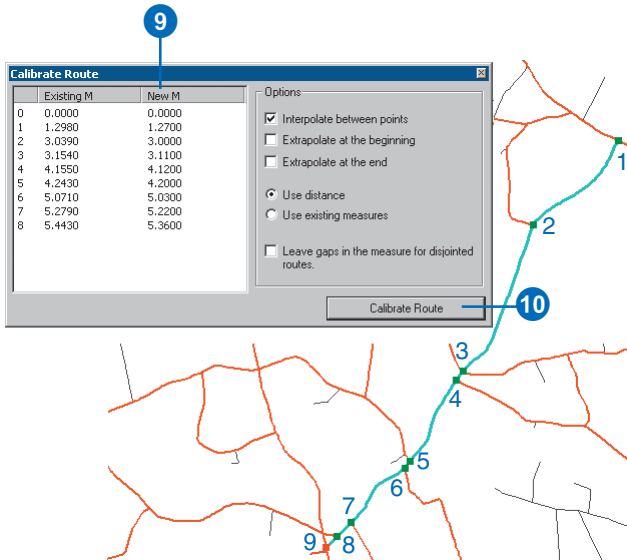 9
Calibrate Route
Existing M New M
0 0.0000 0.0000
1 1.2980 1.2700
2 3.0390 3.0000
3 3.1540 3.1100
4 4.1550 4.1200
5 4.2430 4.2000
6 5.0710 5.0300
7 5.2790 5.2200
8 5.4430 5.3600
Options
Interpolate between points
Extrapolate at the beginning
Extrapolate at the end
Use distance
Use existing measures
Leave gaps in the measure for disjointed
routes.
Calibrate Route
10
1
2
3
4
5
6
7
8
9